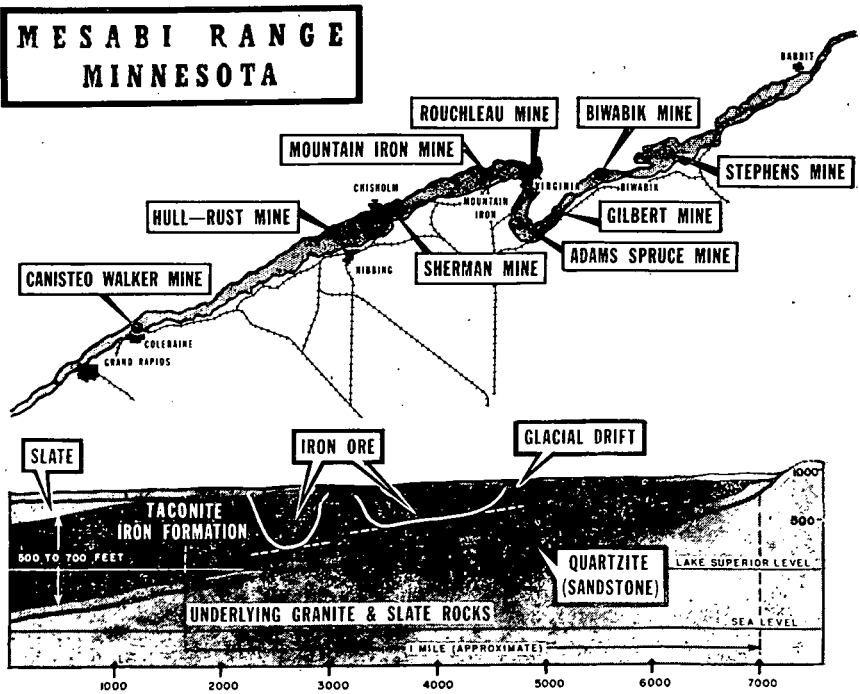 MESABI RANGE
MINNESOTA
BABBIT
ROUCHLEAU MINE
BIWABIK MINE
MOUNTAIN IRON MINE
STEPHENS MINE
CHISHOLM
VIRGINIA
BIWABIK
MOUNTAIN
IRON
HULL—RUST MINE
GILBERT MINE
ADAMS SPRUCE MINE
SHERMAN MINE
HIBBING
CANISTEO WALKER MINE
COLERAINE
GRAND RAPIDS
SLATE
IRON ORE
GLACIAL DRIFT
1000
TACONITE
IRON FORMATION
500
500 TO 700 FEET
QUARTZITE
(SANDSTONE)
LAKE SUPERIOR LEVEL
UNDERLYING GRANITE & SLATE ROCKS
SEA LEVEL
1 MILE (APPROXIMATE)
1000 2000 3000 4000 5000 6000 7000